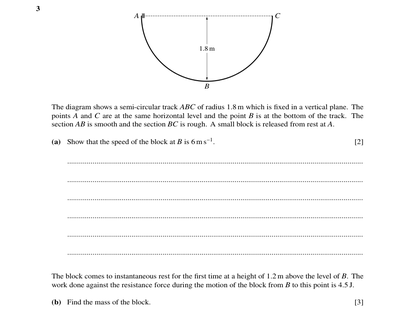 3
A
C
1.8 m
B
The diagram shows a semi-circular track ABC of radius 1.8 m which is fixed in a vertical plane. The
points A and C are at the same horizontal level and the point B is at the bottom of the track. The
section AB is smooth and the section BC is rough. A small block is released from rest at A.
(a) Show that the speed of the block at B is 6 m s⁻¹. [2]
The block comes to instantaneous rest for the first time at a height of 1.2 m above the level of B. The
work done against the resistance force during the motion of the block from B to this point is 4.5 J.
(b) Find the mass of the block. [3]